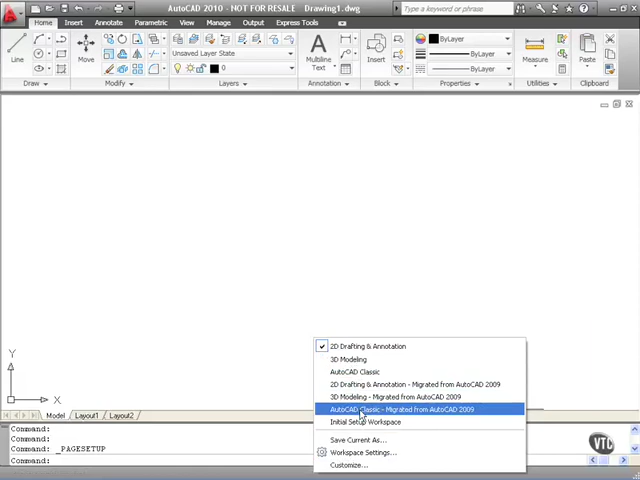 AutoCAD 2010 - NOT FOR RESALE Drawing1.dwg
Type a keyword or phrase
Home Insert Annotate Parametric View Manage Output Express Tools
Line
Move
Unsaved Layer State
0
Multiline
Text
Insert
ByLayer
ByLayer
ByLayer
Measure
Paste
Draw Modify Layers Annotation Block Properties Utilities Clipboard
2D Drafting & Annotation
3D Modeling
AutoCAD Classic
2D Drafting & Annotation - Migrated from AutoCAD 2009
3D Modeling - Migrated from AutoCAD 2009
AutoCAD Classic - Migrated from AutoCAD 2009
Initial Setup Workspace
Save Current As...
Workspace Settings...
Customize...
Y
X
Model Layout1 Layout2
Command:
Command:
Command: _PAGESETUP
Command:
VTC